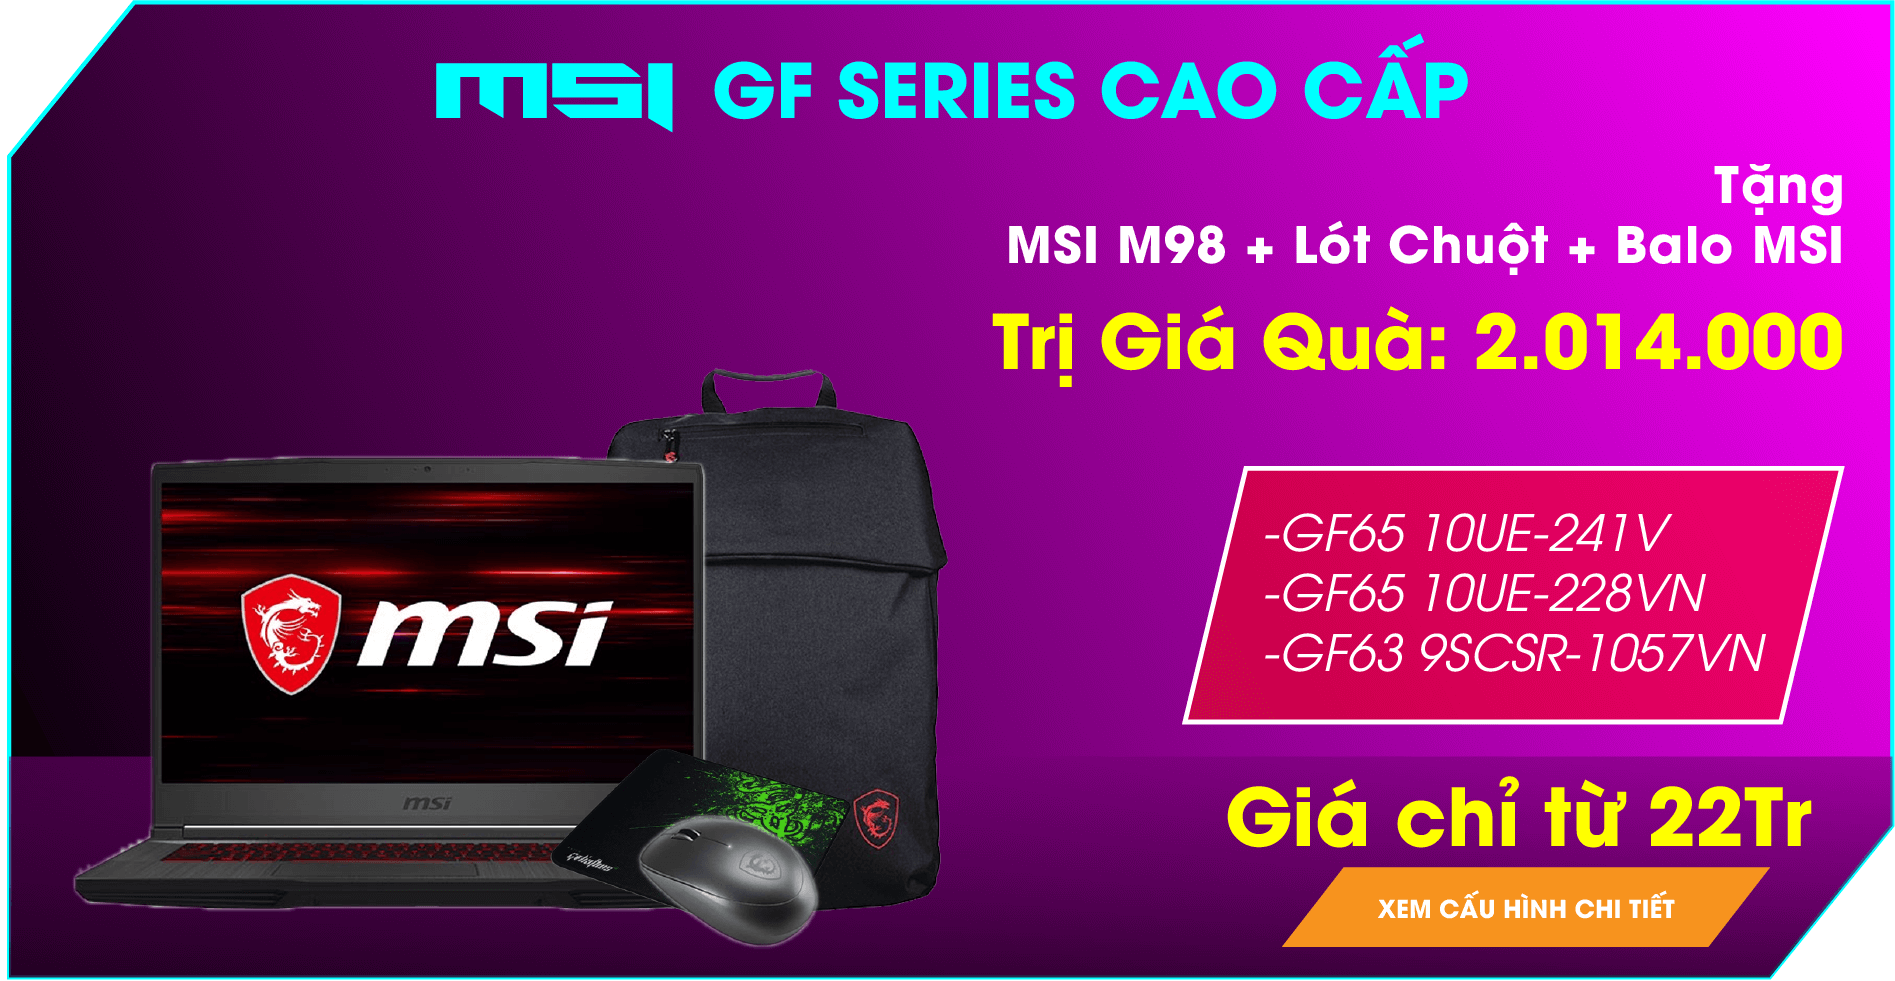 msi GF SERIES CAO CẤP
Tặng
MSI M98 + Lót Chuột + Balo MSI
Trị Giá Quà: 2.014.000
-GF65 10UE-241V
-GF65 10UE-228VN
-GF63 9SCSR-1057VN
msi
msi
Giá chỉ từ 22Tr
XEM CẤU HÌNH CHI TIẾT